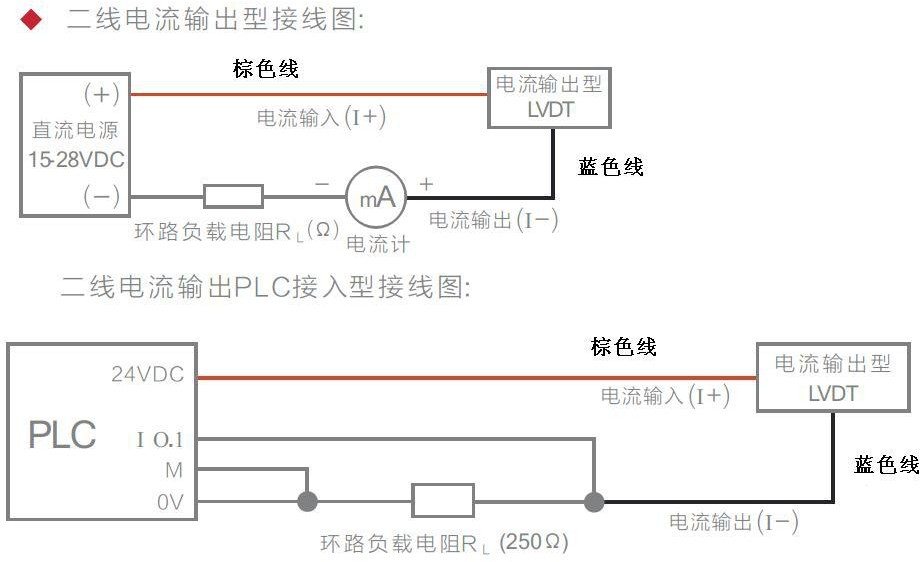 二线电流输出型接线图:
棕色线
(+)
电流输出型
LVDT
电流输入(I+)
直流电源
15-28VDC
蓝色线
(-)
-
mA
+
电流输出(I-)
环路负载电阻RL(Ω)
电流计
二线电流输出PLC接入型接线图:
棕色线
24VDC
电流输出型
LVDT
电流输入(I+)
PLC
I O.1
M
蓝色线
0V
电流输出(I-)
环路负载电阻RL (250Ω)